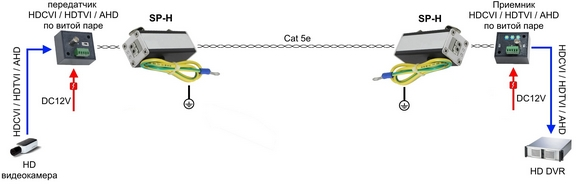 передатчик
HDCVI / HDTVI / AHD
по витой паре
SP-H
Cat 5e
SP-H
Приемник
HDCVI / HDTVI / AHD
по витой паре
HDCVI / HDTVI / AHD
DC12V
DC12V
HDCVI / HDTVI / AHD
HD
видеокамера
HD DVR